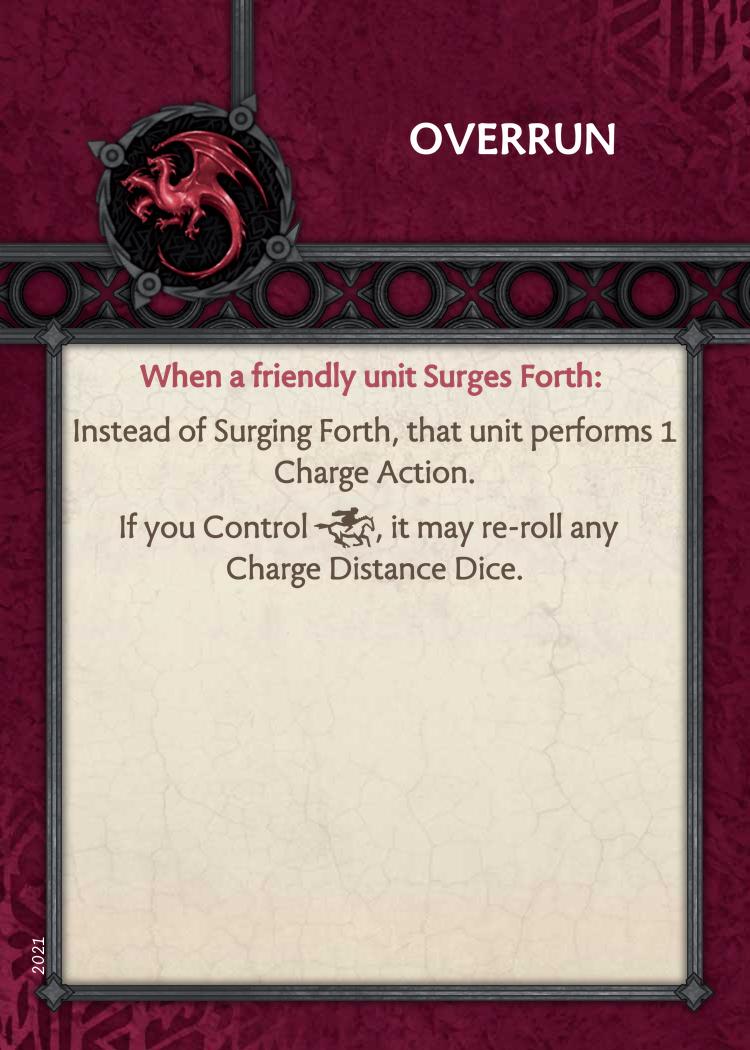 OVERRUN
When a friendly unit Surges Forth:
Instead of Surging Forth, that unit performs 1
Charge Action.
If you Control , it may re-roll any
Charge Distance Dice.
2021